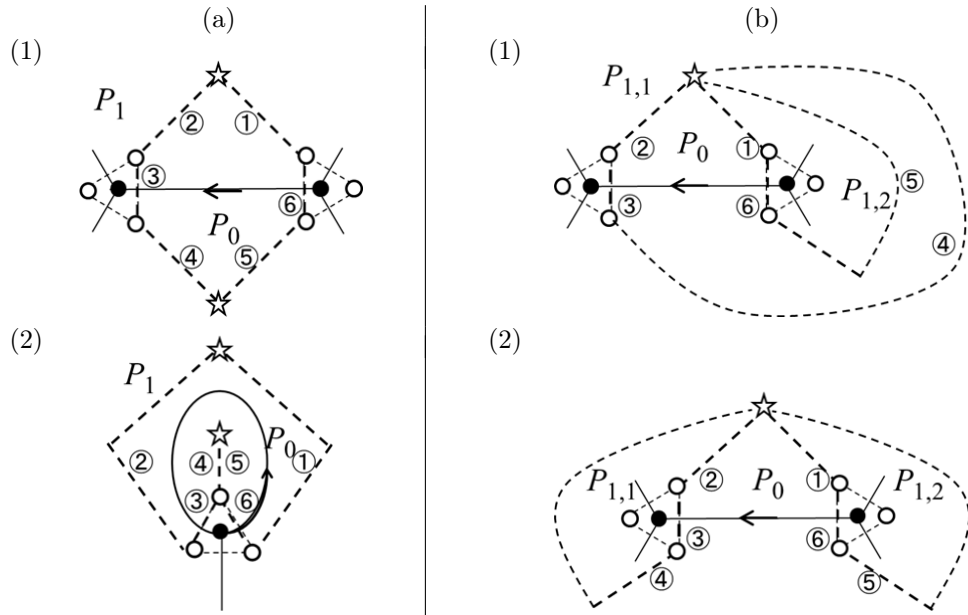 (a)
(b)
(1)
(1)
P₁
② ①
③
⑥
P₀
④ ⑤
P₁,₁
② P₀ ①
③ ⑥ P₁,₂ ⑤
④
(2)
(2)
P₁
P₀
② ④ ⑤ ①
③ ⑥
P₁,₁ ② P₀ ① P₁,₂
③ ⑥
④ ⑤